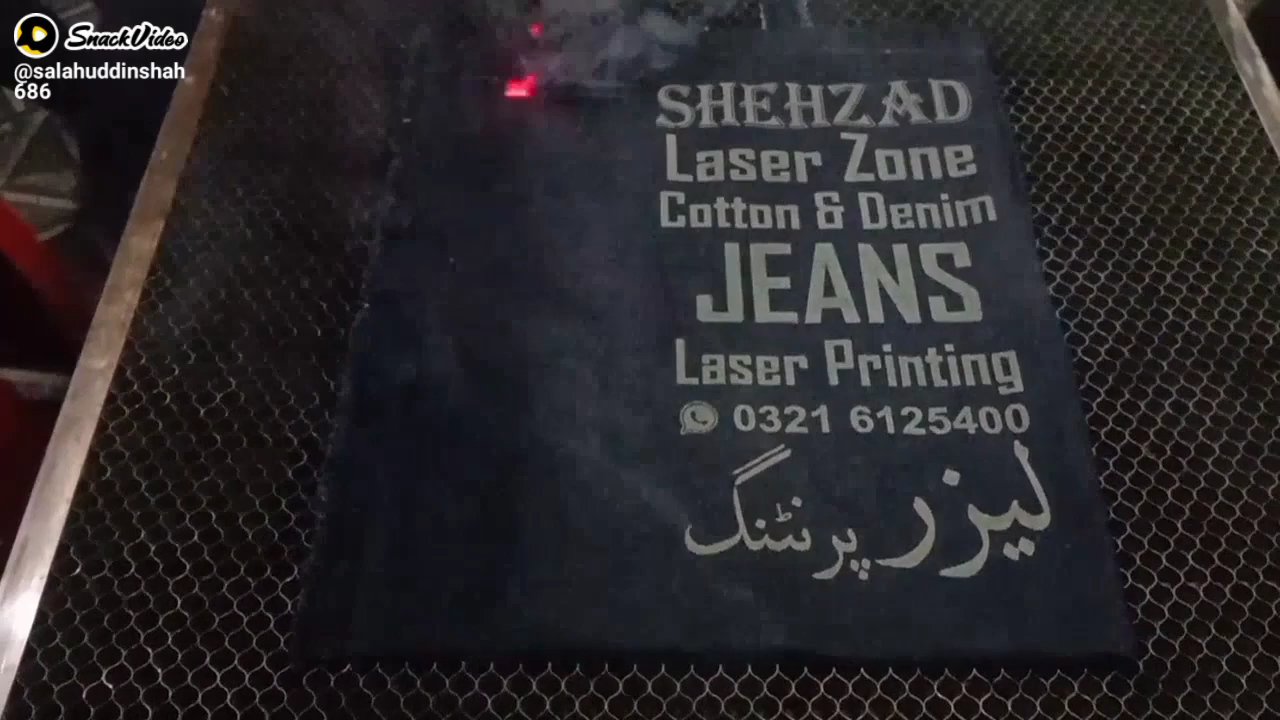 SnackVideo
@salahuddinshah
686
SHEHZAD
Laser Zone
Cotton & Denim
JEANS
Laser Printing
0321 6125400
لیزر پرنٹنگ